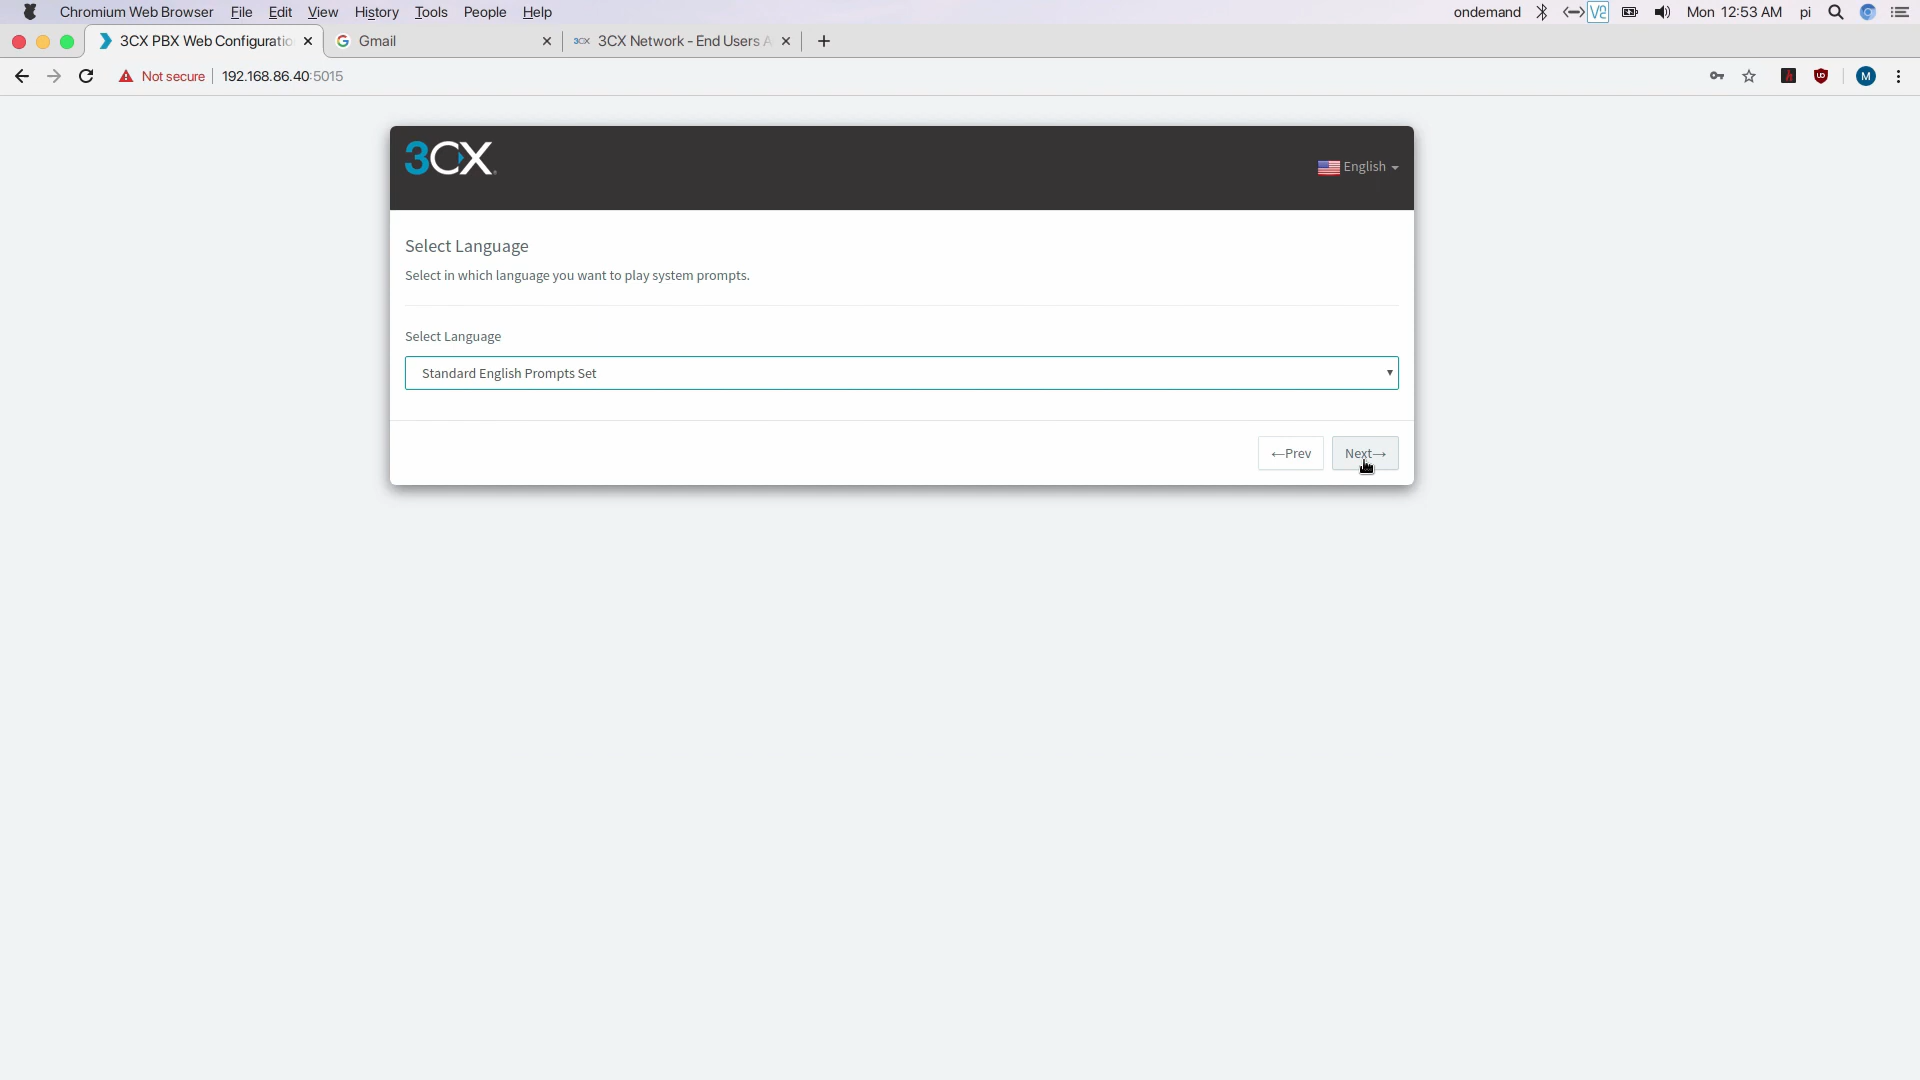 Chromium Web Browser File Edit View History Tools People Help ondemand V2 Mon 12:53 AM pi
3CX PBX Web Configuratio Gmail 3CX 3CX Network - End Users A
Not secure 192.168.86.40:5015 M
3CX
English
Select Language
Select in which language you want to play system prompts.
Select Language
Standard English Prompts Set
←Prev Next→